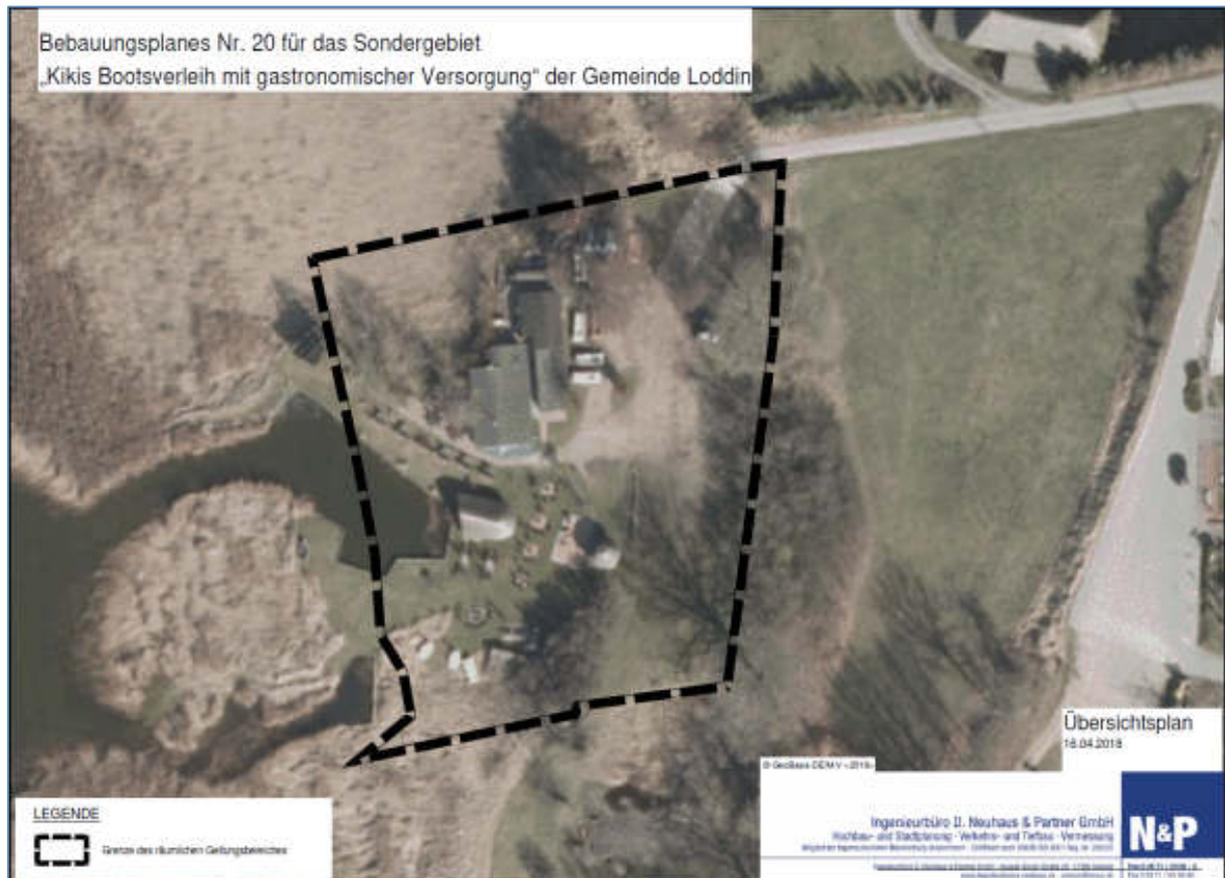 Bebauungsplanes Nr. 20 für das Sondergebiet
„Kikis Bootsverleih mit gastronomischer Versorgung“ der Gemeinde Loddin
Übersichtsplan
16.04.2018
LEGENDE
Grenze des räumlichen Geltungsbereiches
Ingenieurbüro D. Neuhaus & Partner GmbH
Hochbau- und Stadtplanung - Verkehrs- und Tiefbau - Vermessung
N&P